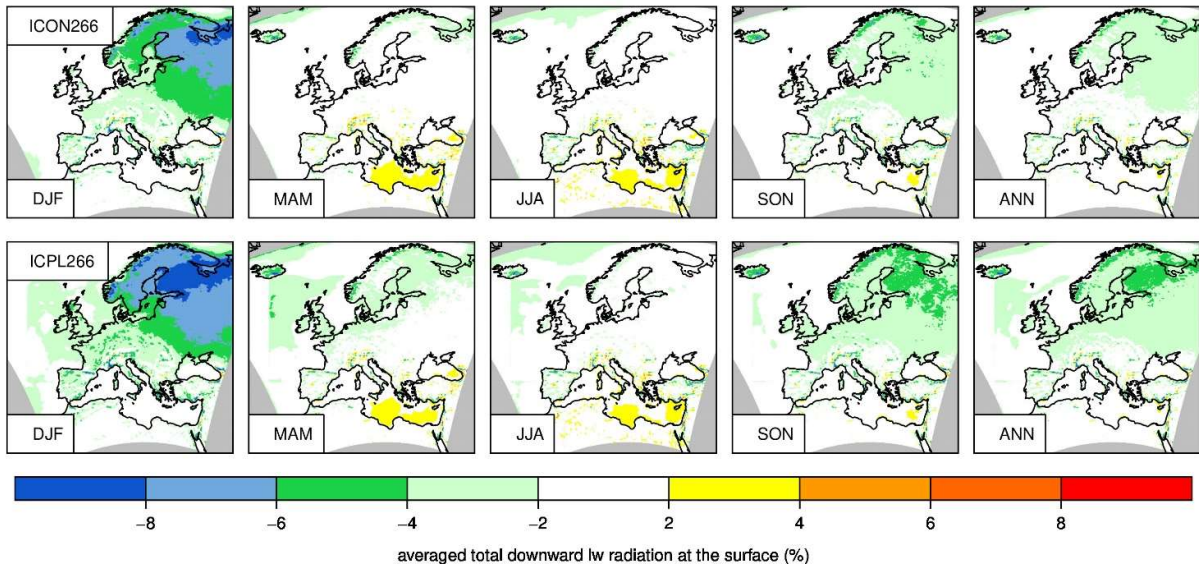 ICON266
DJF
MAM
JJA
SON
ANN
ICPL266
DJF
MAM
JJA
SON
ANN
−8 −6 −4 −2 2 4 6 8
averaged total downward lw radiation at the surface (%)